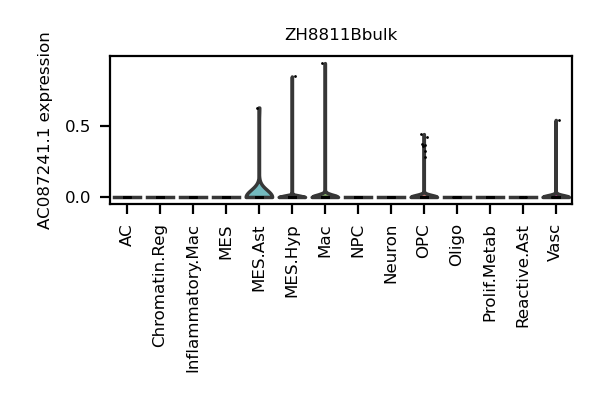 ZH8811Bbulk
AC087241.1 expression
0.5
0.0
AC
Chromatin.Reg
Inflammatory.Mac
MES
MES.Ast
MES.Hyp
Mac
NPC
Neuron
OPC
Oligo
Prolif.Metab
Reactive.Ast
Vasc